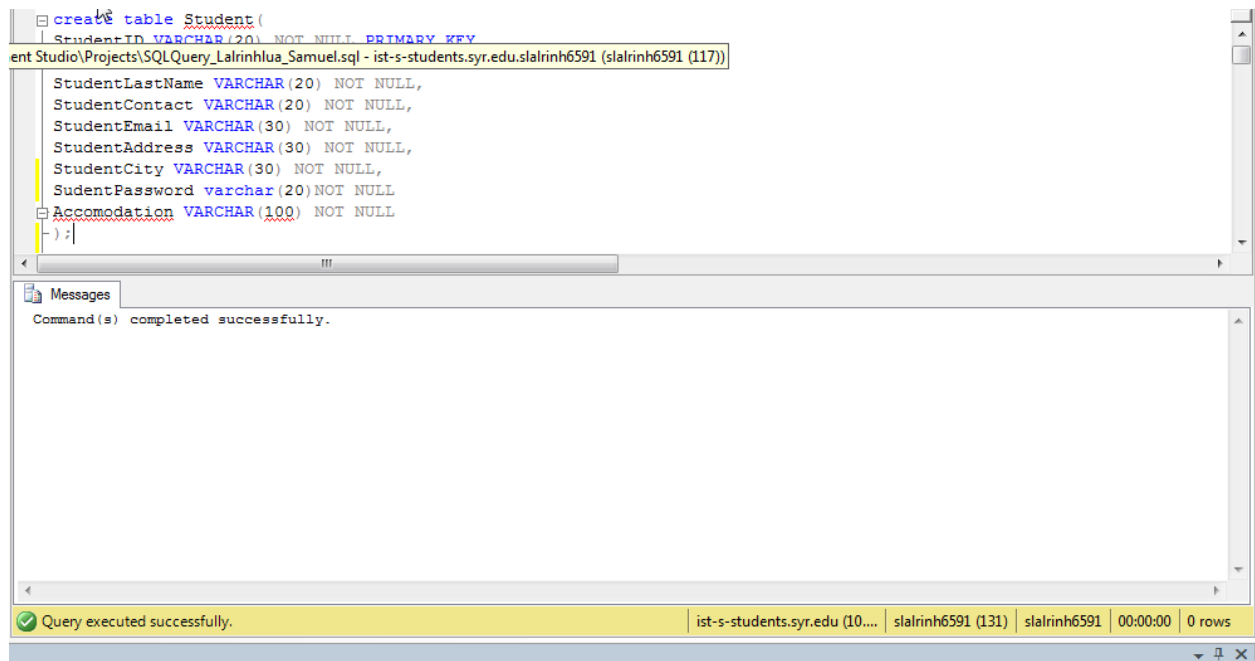 create table Student(
StudentID VARCHAR(20) NOT NULL PRIMARY KEY
ent Studio\Projects\SQLQuery_Lalrinhlua_Samuel.sql - ist-s-students.syr.edu.slalrinh6591 (slalrinh6591 (117))
StudentLastName VARCHAR(20) NOT NULL,
StudentContact VARCHAR(20) NOT NULL,
StudentEmail VARCHAR(30) NOT NULL,
StudentAddress VARCHAR(30) NOT NULL,
StudentCity VARCHAR(30) NOT NULL,
SudentPassword varchar(20)NOT NULL
Accomodation VARCHAR(100) NOT NULL
);
Messages
Command(s) completed successfully.
Query executed successfully.
ist-s-students.syr.edu (10.... slalrinh6591 (131) slalrinh6591 00:00:00 0 rows